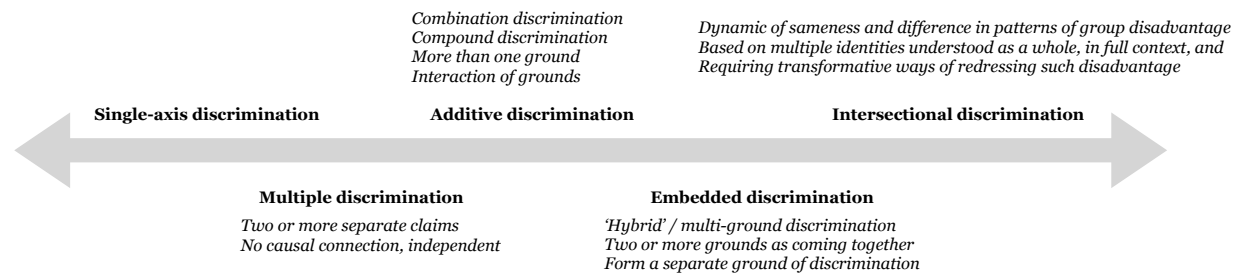 Combination discrimination
Compound discrimination
More than one ground
Interaction of grounds
Dynamic of sameness and difference in patterns of group disadvantage
Based on multiple identities understood as a whole, in full context, and
Requiring transformative ways of redressing such disadvantage
Single-axis discrimination
Additive discrimination
Intersectional discrimination
Multiple discrimination
Two or more separate claims
No causal connection, independent
Embedded discrimination
‘Hybrid’ / multi-ground discrimination
Two or more grounds as coming together
Form a separate ground of discrimination